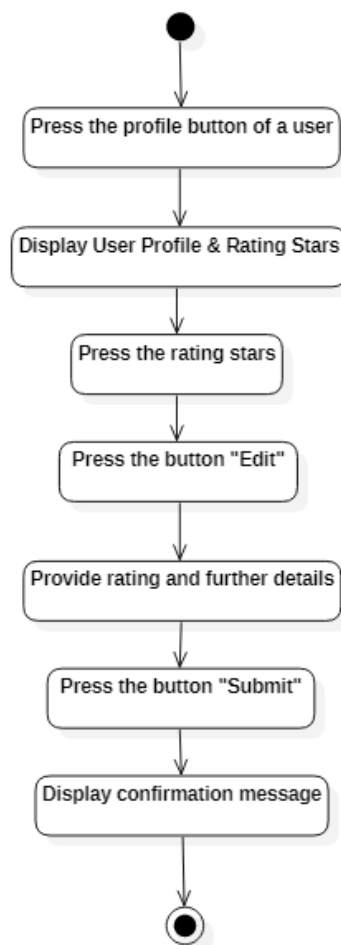 Press the profile button of a user
Display User Profile & Rating Stars
Press the rating stars
Press the button "Edit"
Provide rating and further details
Press the button "Submit"
Display confirmation message